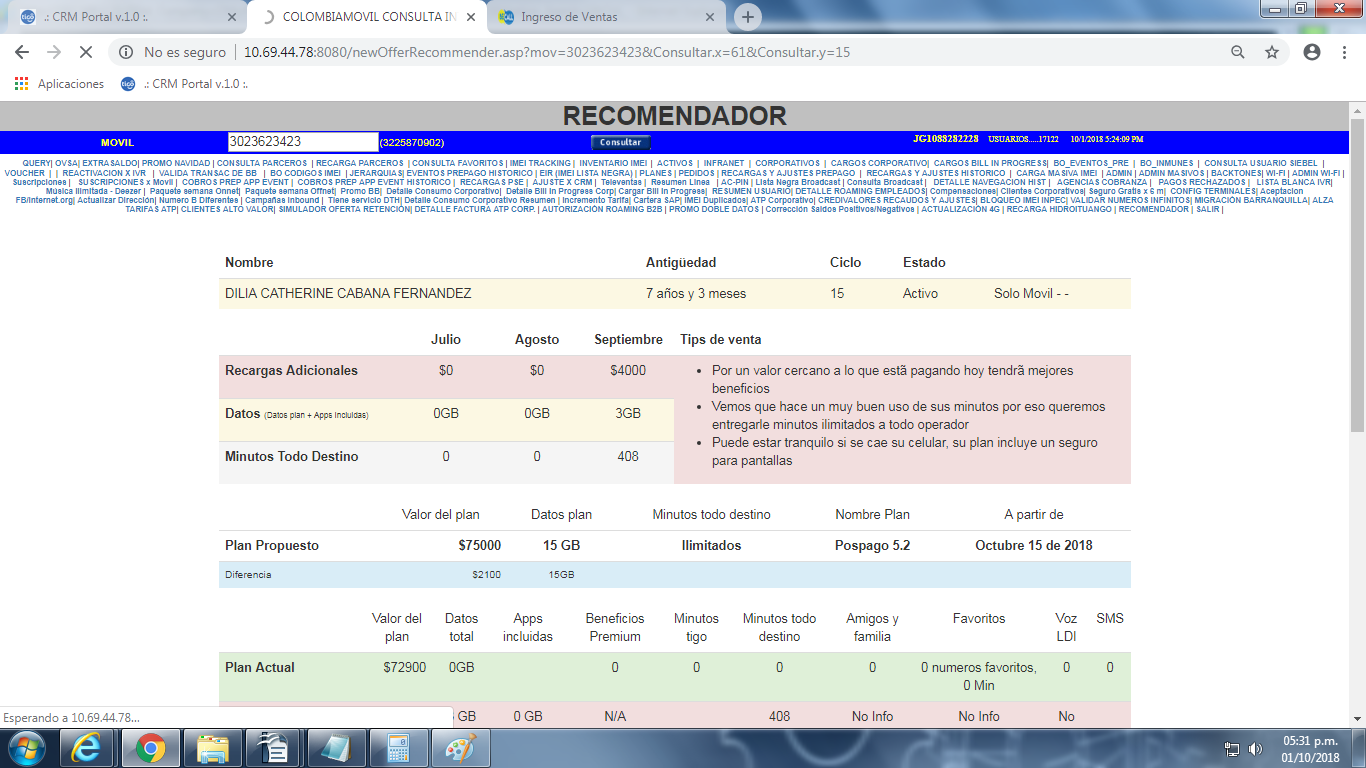 .: CRM Portal v.1.0 :.
COLOMBIAMOVIL CONSULTA IN
Ingreso de Ventas
No es seguro | 10.69.44.78:8080/newOfferRecommender.asp?mov=3023623423&Consultar.x=61&Consultar.y=15
Aplicaciones .: CRM Portal v.1.0 :.
RECOMENDADOR
MOVIL 3023623423 (3225870902) Consultar JG1088282228 USUARIOS.....17122 10/1/2018 5:24:09 PM
QUERY| OVSA| EXTRASALDO| PROMO NAVIDAD | CONSULTA PARCEROS | RECARGA PARCEROS | CONSULTA FAVORITOS | IMEI TRACKING | INVENTARIO IMEI | ACTIVOS | INFRANET | CORPORATIVOS | CARGOS CORPORATIVO| CARGOS BILL IN PROGRESS| BO_EVENTOS_PRE | BO_INMUNES | CONSULTA USUARIO SIEBEL |
VOUCHER | | REACTIVACION X IVR | VALIDA TRANSAC DE BB | BO CODIGOS IMEI | JERARQUIAS| EVENTOS PREPAGO HISTORICO | EIR (IMEI LISTA NEGRA) | PLANES | PEDIDOS | RECARGAS Y AJUSTES PREPAGO | RECARGAS Y AJUSTES HISTORICO | CARGA MASIVA IMEI | ADMIN | ADMIN MASIVOS | BACKTONES| WI-FI | ADMIN WI-FI |
Suscripciones | SUSCRIPCIONES x Movil | COBROS PREP APP EVENT | COBROS PREP APP EVENT HISTORICO | RECARGAS PSE | AJUSTE X CRM | Televentas | Resumen Linea | AC-PIN | Lista Negra Broadcast | Consulta Broadcast | DETALLE NAVEGACION HIST | AGENCIAS COBRANZA | PAGOS RECHAZADOS | LISTA BLANCA IVR|
Musica Ilimitada - Deezer | Paquete semana Onnet| Paquete semana Offnet| Promo BB| Detalle Consumo Corporativo| Detalle Bill In Progress Corp| Cargar Bill In Progress| RESUMEN USUARIO| DETALLE ROAMING EMPLEADOS| Compensaciones| Clientes Corporativos| Seguro Gratis x 6 m| CONFIG TERMINALES| Aceptacion
FB/Internet.org| Actualizar Dirección| Numero B Diferentes | Campañas Inbound | Tiene servicio DTH| Detalle Consumo Corporativo Resumen | Incremento Tarifa| Cartera SAP| IMEI Duplicados| ATP Corporativo| CREDIVALORES RECAUDOS Y AJUSTES| BLOQUEO IMEI INPEC| VALIDAR NUMEROS INFINITOS| MIGRACIÓN BARRANQUILLA| ALZA
TARIFAS ATP| CLIENTES ALTO VALOR| SIMULADOR OFERTA RETENCIÓN| DETALLE FACTURA ATP CORP. | AUTORIZACIÓN ROAMING B2B | PROMO DOBLE DATOS | Corrección Saldos Positivos/Negativos | ACTUALIZACIÓN 4G | RECARGA HIDROITUANGO | RECOMENDADOR | SALIR |
Nombre Antigüedad Ciclo Estado
DILIA CATHERINE CABANA FERNANDEZ 7 años y 3 meses 15 Activo Solo Movil - -
Julio Agosto Septiembre Tips de venta
Recargas Adicionales $0 $0 $4000
Datos (Datos plan + Apps Incluidas) 0GB 0GB 3GB
Minutos Todo Destino 0 0 408
Por un valor cercano a lo que estã pagando hoy tendrã mejores
beneficios
Vemos que hace un muy buen uso de sus minutos por eso queremos
entregarle minutos ilimitados a todo operador
Puede estar tranquilo si se cae su celular, su plan incluye un seguro
para pantallas
Valor del plan Datos plan Minutos todo destino Nombre Plan A partir de
Plan Propuesto $75000 15 GB Ilimitados Pospago 5.2 Octubre 15 de 2018
Diferencia $2100 15GB
Valor del Datos Apps Beneficios Minutos Minutos todo Amigos y Favoritos Voz SMS
plan total incluidas Premium tigo destino familia LDI
Plan Actual $72900 0GB 0 0 0 0 0 numeros favoritos, 0 0
0 Min
GB 0 GB N/A 408 No Info No Info No
Esperando a 10.69.44.78...
05:31 p.m.
01/10/2018